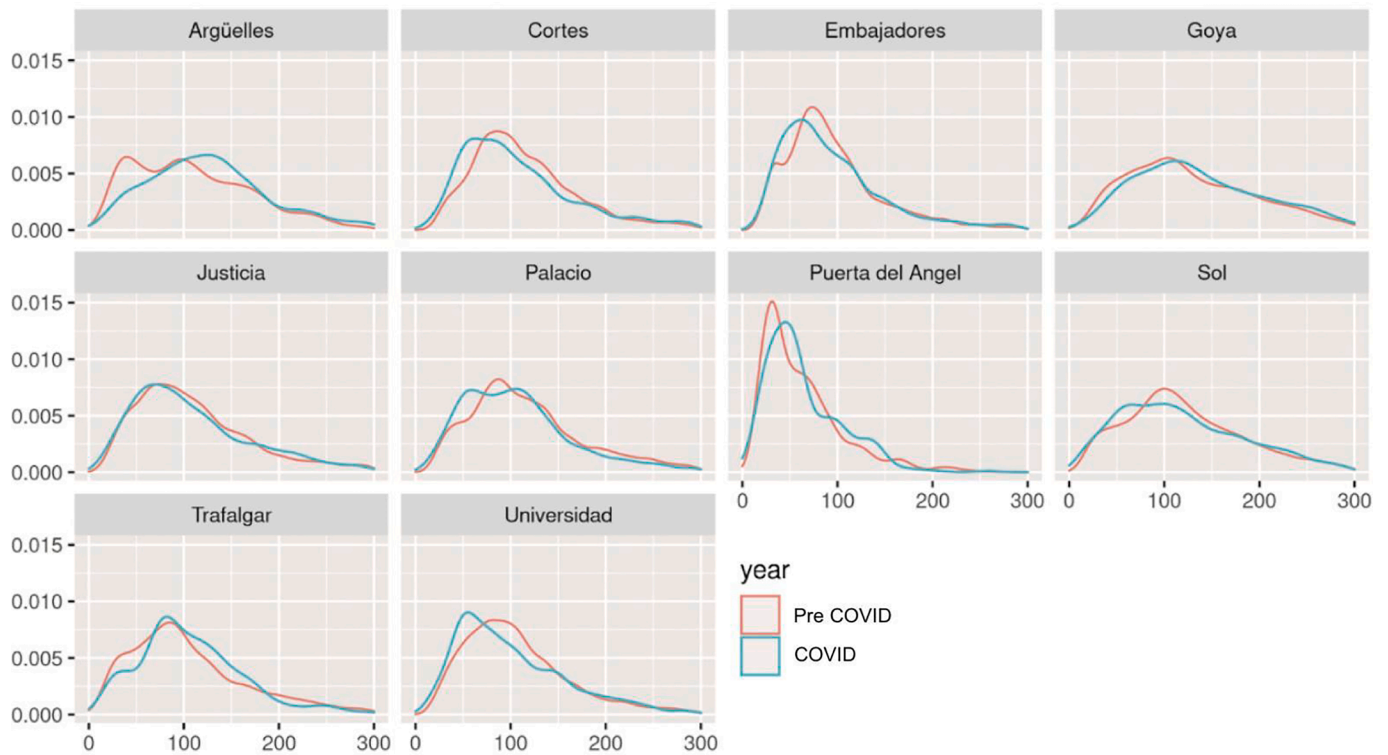 Argüelles
Cortes
Embajadores
Goya
0.015
0.010
0.005
0.000
Justicia
Palacio
Puerta del Angel
Sol
0.015
0.010
0.005
0.000
0 100 200 300
0 100 200 300
Trafalgar
Universidad
0.015
0.010
0.005
0.000
0 100 200 300
0 100 200 300
year
Pre COVID
COVID